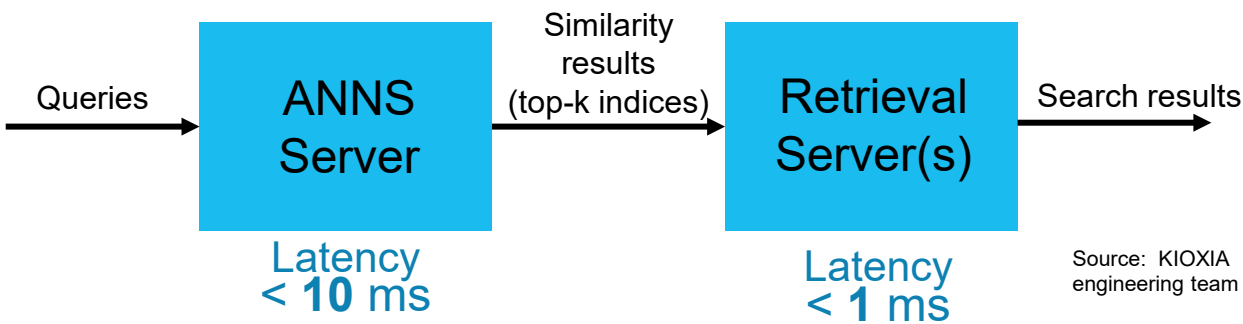 Queries
ANNS
Server
Similarity
results
(top-k indices)
Retrieval
Server(s)
Search results
Latency
< 10 ms
Latency
< 1 ms
Source: KIOXIA
engineering team